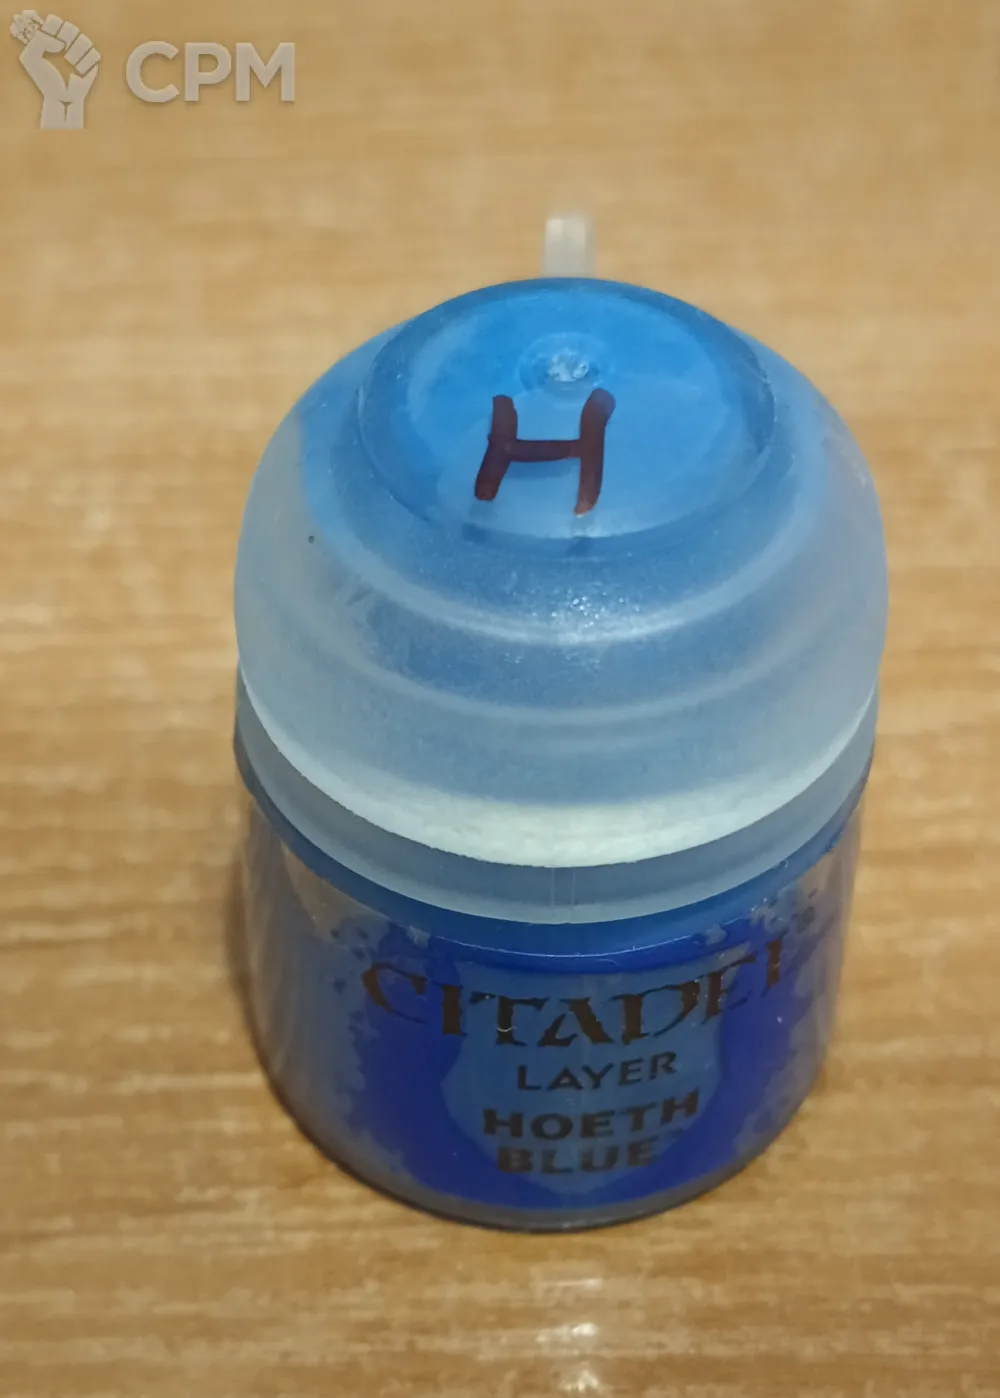 CPM
H
CITADEL
LAYER
HOETH
BLUE